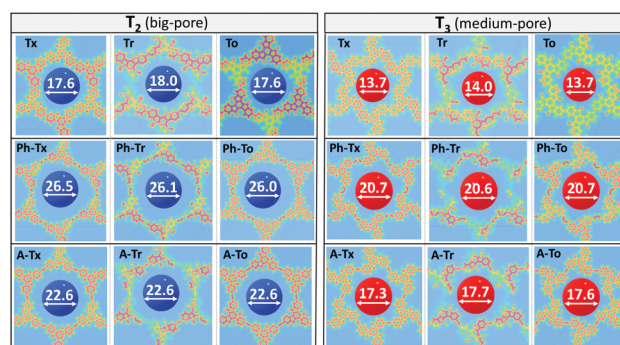 T₂ (big-pore)
T₃ (medium-pore)
Tx Tr To
Tx Tr To
17.6 18.0 17.6
13.7 14.0 13.7
Ph-Tx Ph-Tr Ph-To
Ph-Tx Ph-Tr Ph-To
26.5 26.1 26.0
20.7 20.6 20.7
A-Tx A-Tr A-To
A-Tx A-Tr A-To
22.6 22.6 22.6
17.3 17.7 17.6